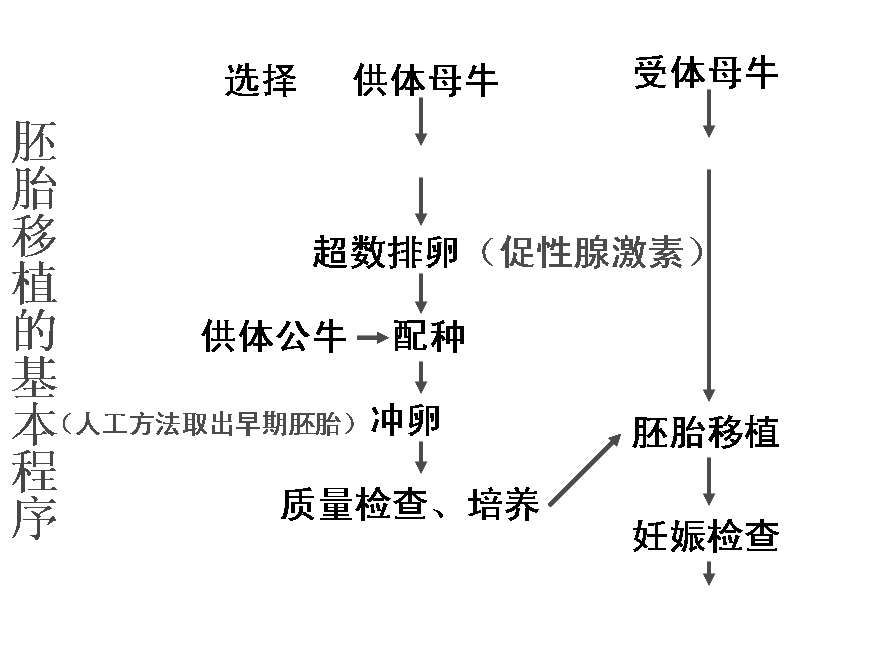 胚胎移植的基本程序
选择 供体母牛 受体母牛
超数排卵（促性腺激素）
供体公牛 配种
（人工方法取出早期胚胎）冲卵
胚胎移植
质量检查、培养
妊娠检查